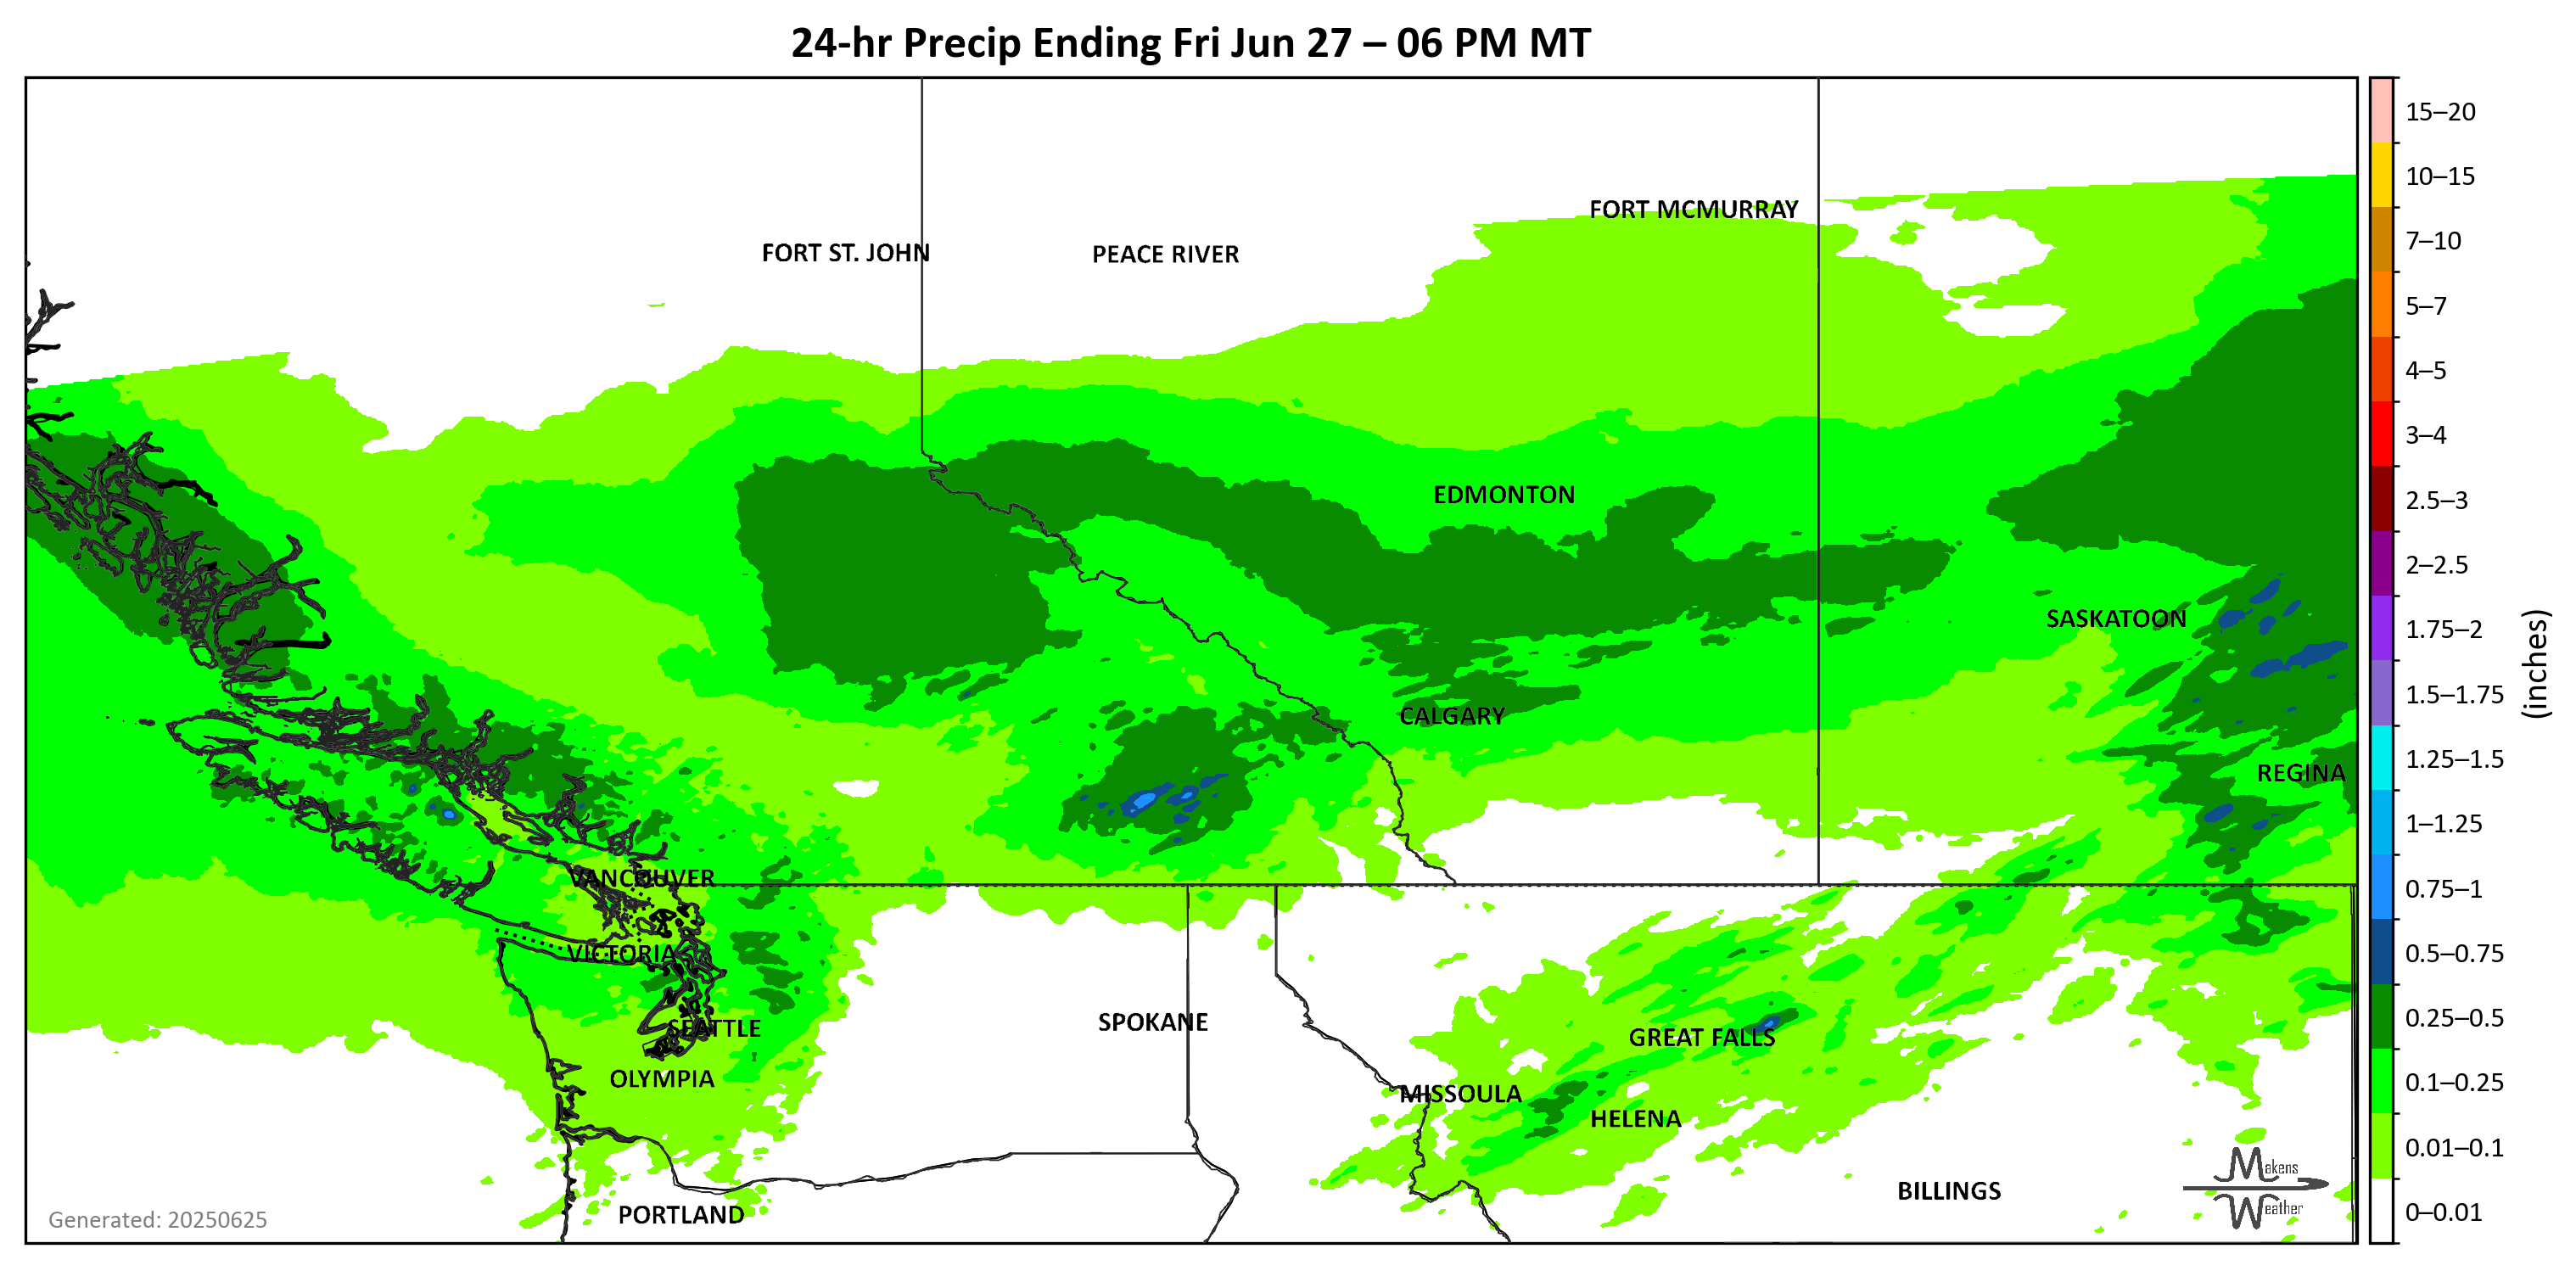 24-hr Precip Ending Fri Jun 27 – 06 PM MT
FORT MCMURRAY
FORT ST. JOHN
PEACE RIVER
EDMONTON
SASKATOON
CALGARY
REGINA
VANCOUVER
VICTORIA
SPOKANE
SEATTLE
GREAT FALLS
OLYMPIA
MISSOULA
HELENA
BILLINGS
PORTLAND
Makens
Weather
Generated: 20250625
15–20
10–15
7–10
5–7
4–5
3–4
2.5–3
2–2.5
1.75–2
1.5–1.75
1.25–1.5
1–1.25
0.75–1
0.5–0.75
0.25–0.5
0.1–0.25
0.01–0.1
0–0.01
(inches)